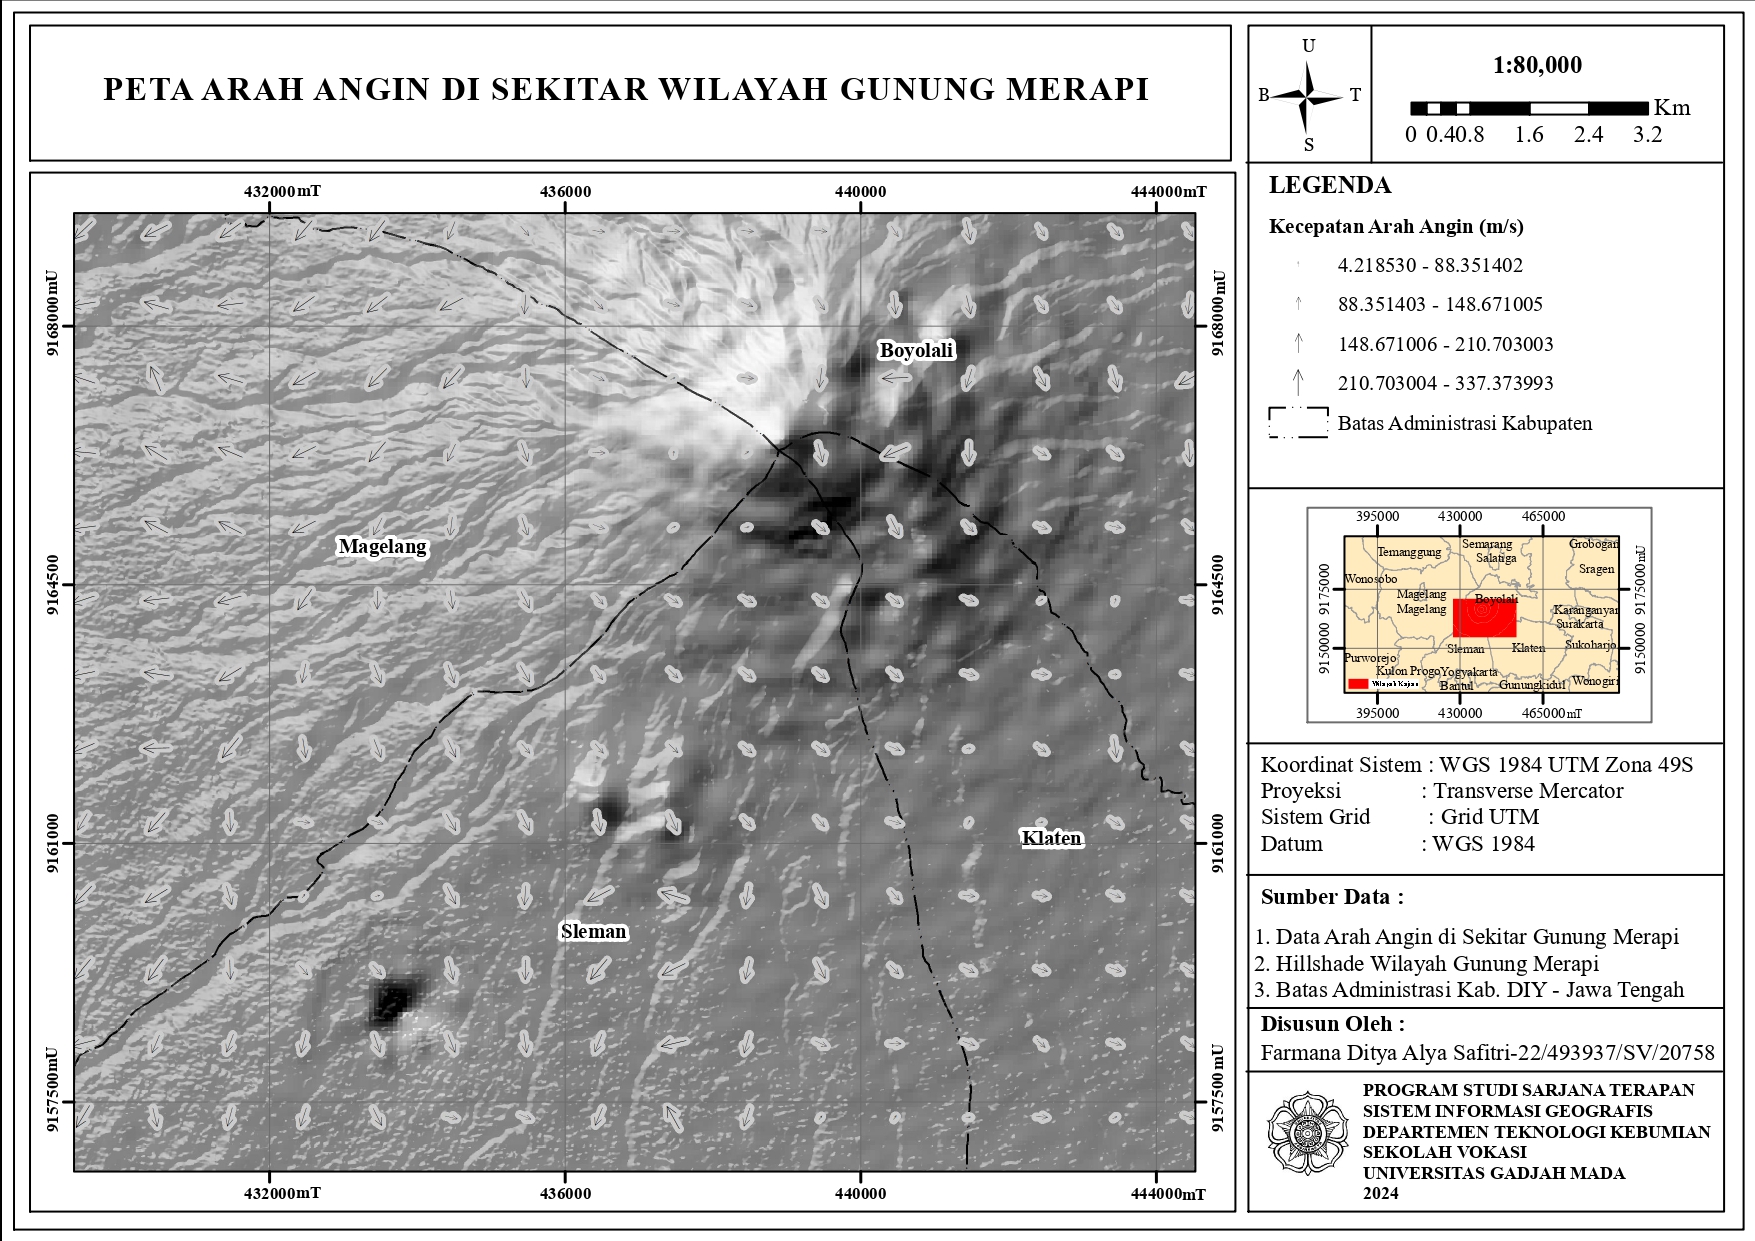 PETA ARAH ANGIN DI SEKITAR WILAYAH GUNUNG MERAPI
U
B T
S
1:80,000
Km
0 0.40.8 1.6 2.4 3.2
432000mT 436000 440000 444000mT
9168000mU
9164500
9161000
9157500mU
Boyolali
Magelang
Klaten
Sleman
9168000mU
9164500
9161000
9157500mU
432000mT 436000 440000 444000mT
LEGENDA
Kecepatan Arah Angin (m/s)
4.218530 - 88.351402
88.351403 - 148.671005
148.671006 - 210.703003
210.703004 - 337.373993
Batas Administrasi Kabupaten
395000 430000 465000
9175000
9150000
Temanggung
Semarang
Salatiga
Grobogan
Sragen
Wonosobo
Magelang
Magelang
Boyolali
Karanganyar
Surakarta
Sukoharjo
Sleman
Klaten
Purworejo
Kulon Progo
Yogyakarta
Bantul
Gunungkidul
Wonogiri
Wilayah Kajian
9175000mU
9150000
395000 430000 465000mT
Koordinat Sistem : WGS 1984 UTM Zona 49S
Proyeksi : Transverse Mercator
Sistem Grid : Grid UTM
Datum : WGS 1984
Sumber Data :
1. Data Arah Angin di Sekitar Gunung Merapi
2. Hillshade Wilayah Gunung Merapi
3. Batas Administrasi Kab. DIY - Jawa Tengah
Disusun Oleh :
Farmana Ditya Alya Safitri-22/493937/SV/20758
PROGRAM STUDI SARJANA TERAPAN
SISTEM INFORMASI GEOGRAFIS
DEPARTEMEN TEKNOLOGI KEBUMIAN
SEKOLAH VOKASI
UNIVERSITAS GADJAH MADA
2024